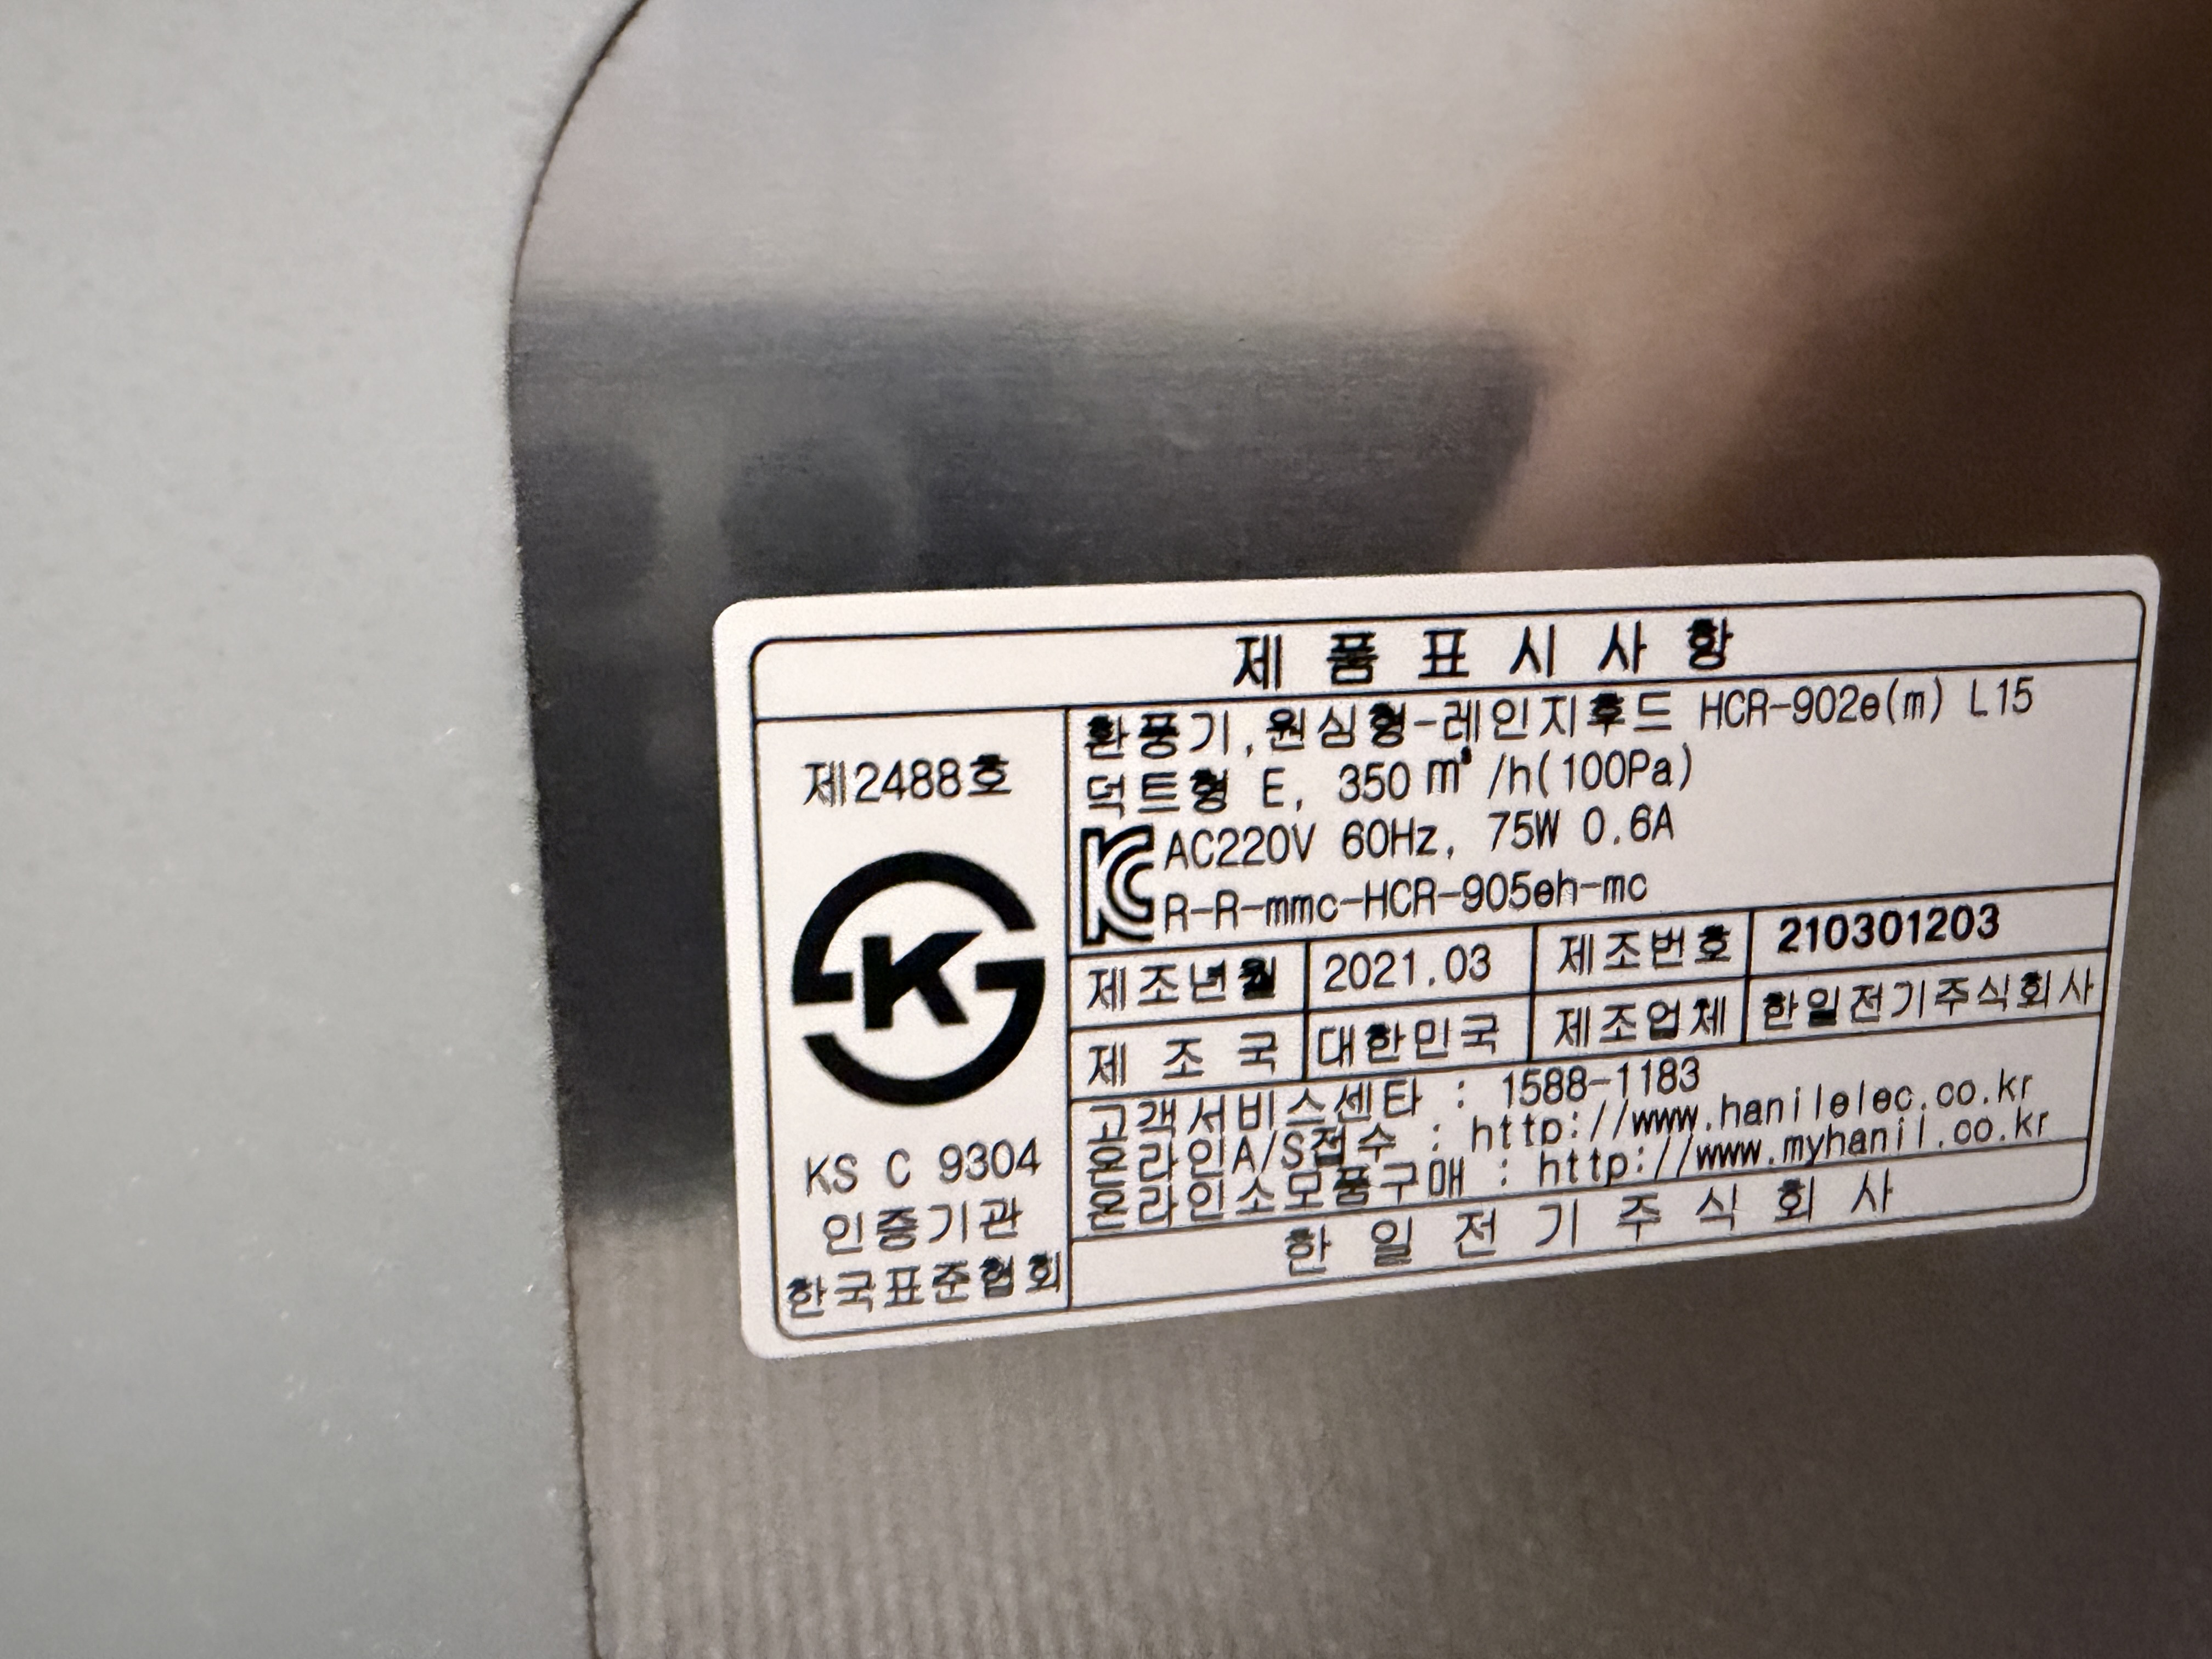 제 품 표 시 사 항
제2488호
K
KS C 9304
인증기관
한국표준협회
환풍기,원심형-레인지후드 HCR-902e(m) L15
덕트형 E, 350㎥/h(100Pa)
AC220V 60Hz, 75W 0.6A
R-R-mmc-HCR-905eh-mc
제조년월 2021.03 제조번호 210301203
제 조 국 대한민국 제조업체 한일전기주식회사
고객서비스센타 : 1588-1183
온라인A/S접수 : http://www.hanilelec.co.kr
온라인소모품구매 : http://www.myhanil.co.kr
한 일 전 기 주 식 회 사